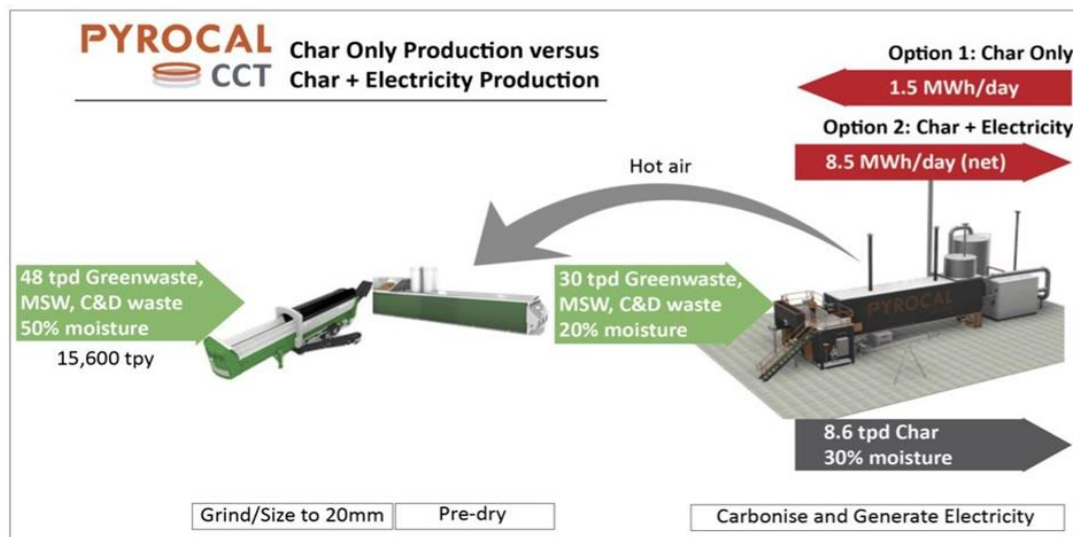 PYROCAL
CCT
Char Only Production versus
Char + Electricity Production
Option 1: Char Only
1.5 MWh/day
Option 2: Char + Electricity
8.5 MWh/day (net)
Hot air
48 tpd Greenwaste,
MSW, C&D waste
50% moisture
15,600 tpy
30 tpd Greenwaste,
MSW, C&D waste
20% moisture
PYROCAL
8.6 tpd Char
30% moisture
Grind/Size to 20mm
Pre-dry
Carbonise and Generate Electricity